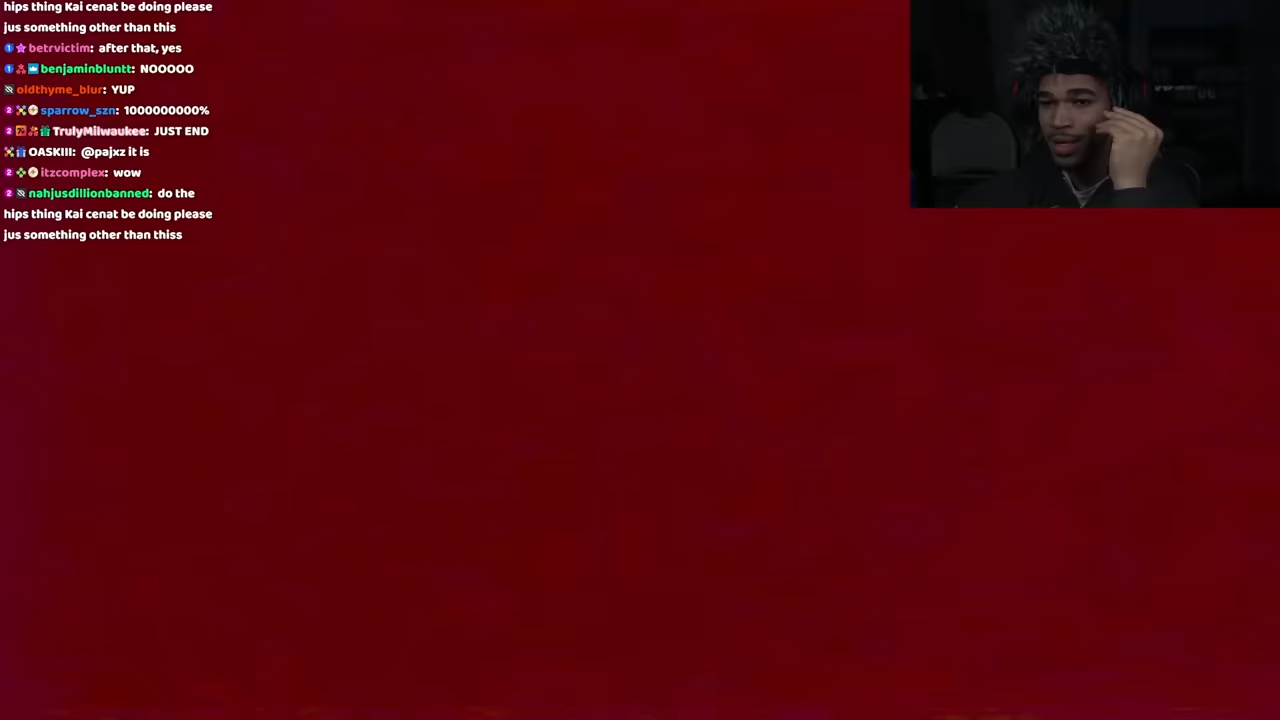 hips thing Kai cenat be doing please
jus something other than this
betrvictim: after that, yes
benjaminbluntt: NOOOOO
oldthyme_blur: YUP
sparrow_szn: 1000000000%
TrulyMilwaukee: JUST END
OASKIII: @pajxz it is
itzcomplex: wow
nahjusdillionbanned: do the
hips thing Kai cenat be doing please
jus something other than thiss